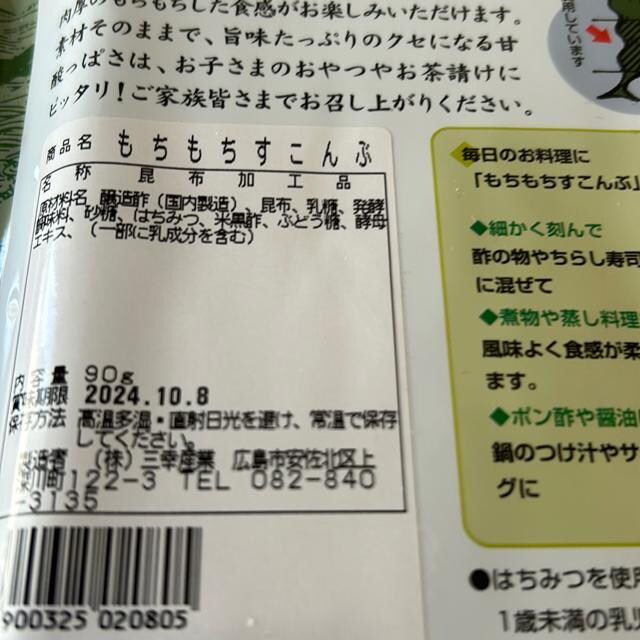 肉厚のもちもちした食感がお楽しみいただけます。
素材そのままで、旨味たっぷりのクセになる甘
酸っぱさは、お子さまのおやつやお茶請けに
ピッタリ！ご家族皆さまでお召し上がりください。
用しています
商品名 もちもちすこんぶ
名称 昆布加工品
原材料名 醸造酢（国内製造）、昆布、乳糖、発酵
調味料、砂糖、はちみつ、米黒酢、ぶどう糖、酵母
エキス、（一部に乳成分を含む）
内容量 90g
賞味期限 2024.10.8
保存方法 高温多湿・直射日光を避け、常温で保存
してください。
製造者 （株）三幸産業 広島市安佐北区上
深川町122-3 TEL 082-840
-3135
900325 020805
毎日のお料理に
「もちもちすこんぶ」
◆細かく刻んで
酢の物やちらし寿司
に混ぜて
◆煮物や蒸し料理
風味よく食感が柔
ます。
◆ポン酢や醤油
鍋のつけ汁やサ
グに
●はちみつを使用
1歳未満の乳児